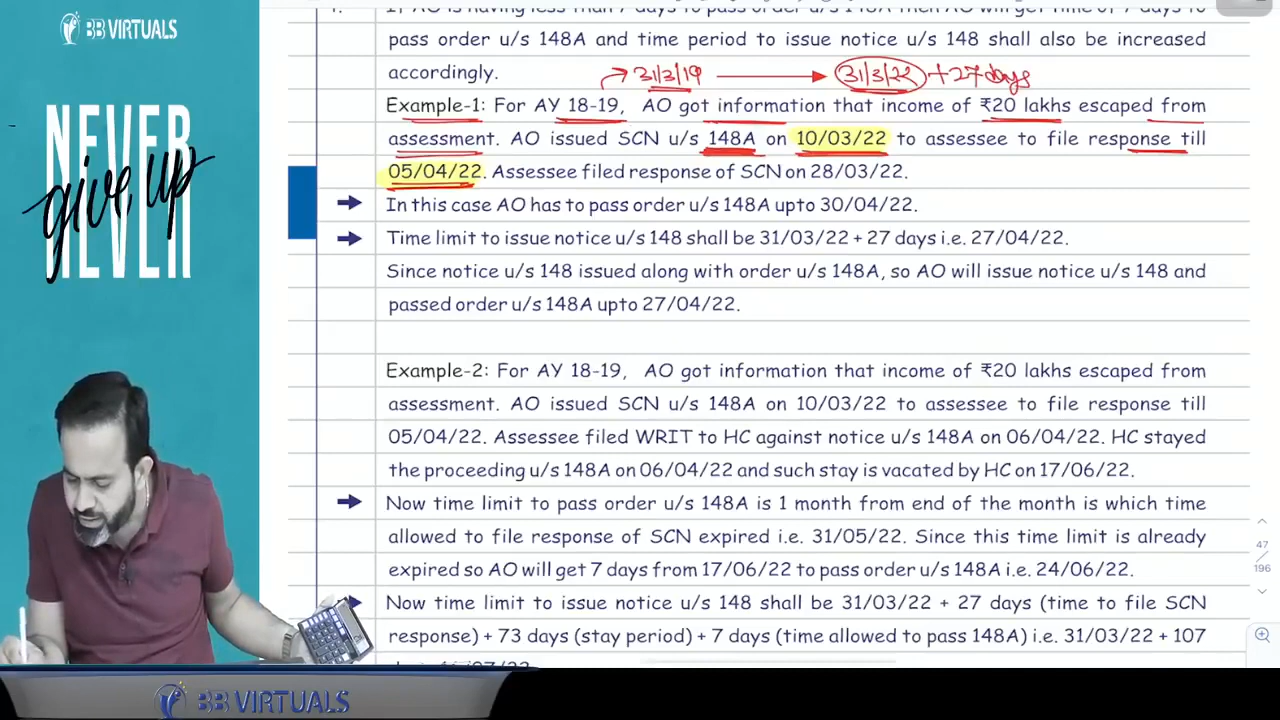 BB VIRTUALS
NEVER
give up
NEVER
pass order u/s 148A and time period to issue notice u/s 148 shall also be increased
accordingly.
31/3/19 31/3/22 + 27 days
Example-1: For AY 18-19, AO got information that income of ₹20 lakhs escaped from
assessment. AO issued SCN u/s 148A on 10/03/22 to assessee to file response till
05/04/22. Assessee filed response of SCN on 28/03/22.
In this case AO has to pass order u/s 148A upto 30/04/22.
Time limit to issue notice u/s 148 shall be 31/03/22 + 27 days i.e. 27/04/22.
Since notice u/s 148 issued along with order u/s 148A, so AO will issue notice u/s 148 and
passed order u/s 148A upto 27/04/22.
Example-2: For AY 18-19, AO got information that income of ₹20 lakhs escaped from
assessment. AO issued SCN u/s 148A on 10/03/22 to assessee to file response till
05/04/22. Assessee filed WRIT to HC against notice u/s 148A on 06/04/22. HC stayed
the proceeding u/s 148A on 06/04/22 and such stay is vacated by HC on 17/06/22.
Now time limit to pass order u/s 148A is 1 month from end of the month is which time
allowed to file response of SCN expired i.e. 31/05/22. Since this time limit is already
expired so AO will get 7 days from 17/06/22 to pass order u/s 148A i.e. 24/06/22.
Now time limit to issue notice u/s 148 shall be 31/03/22 + 27 days (time to file SCN
response) + 73 days (stay period) + 7 days (time allowed to pass 148A) i.e. 31/03/22 + 107
47
196
BB VIRTUALS